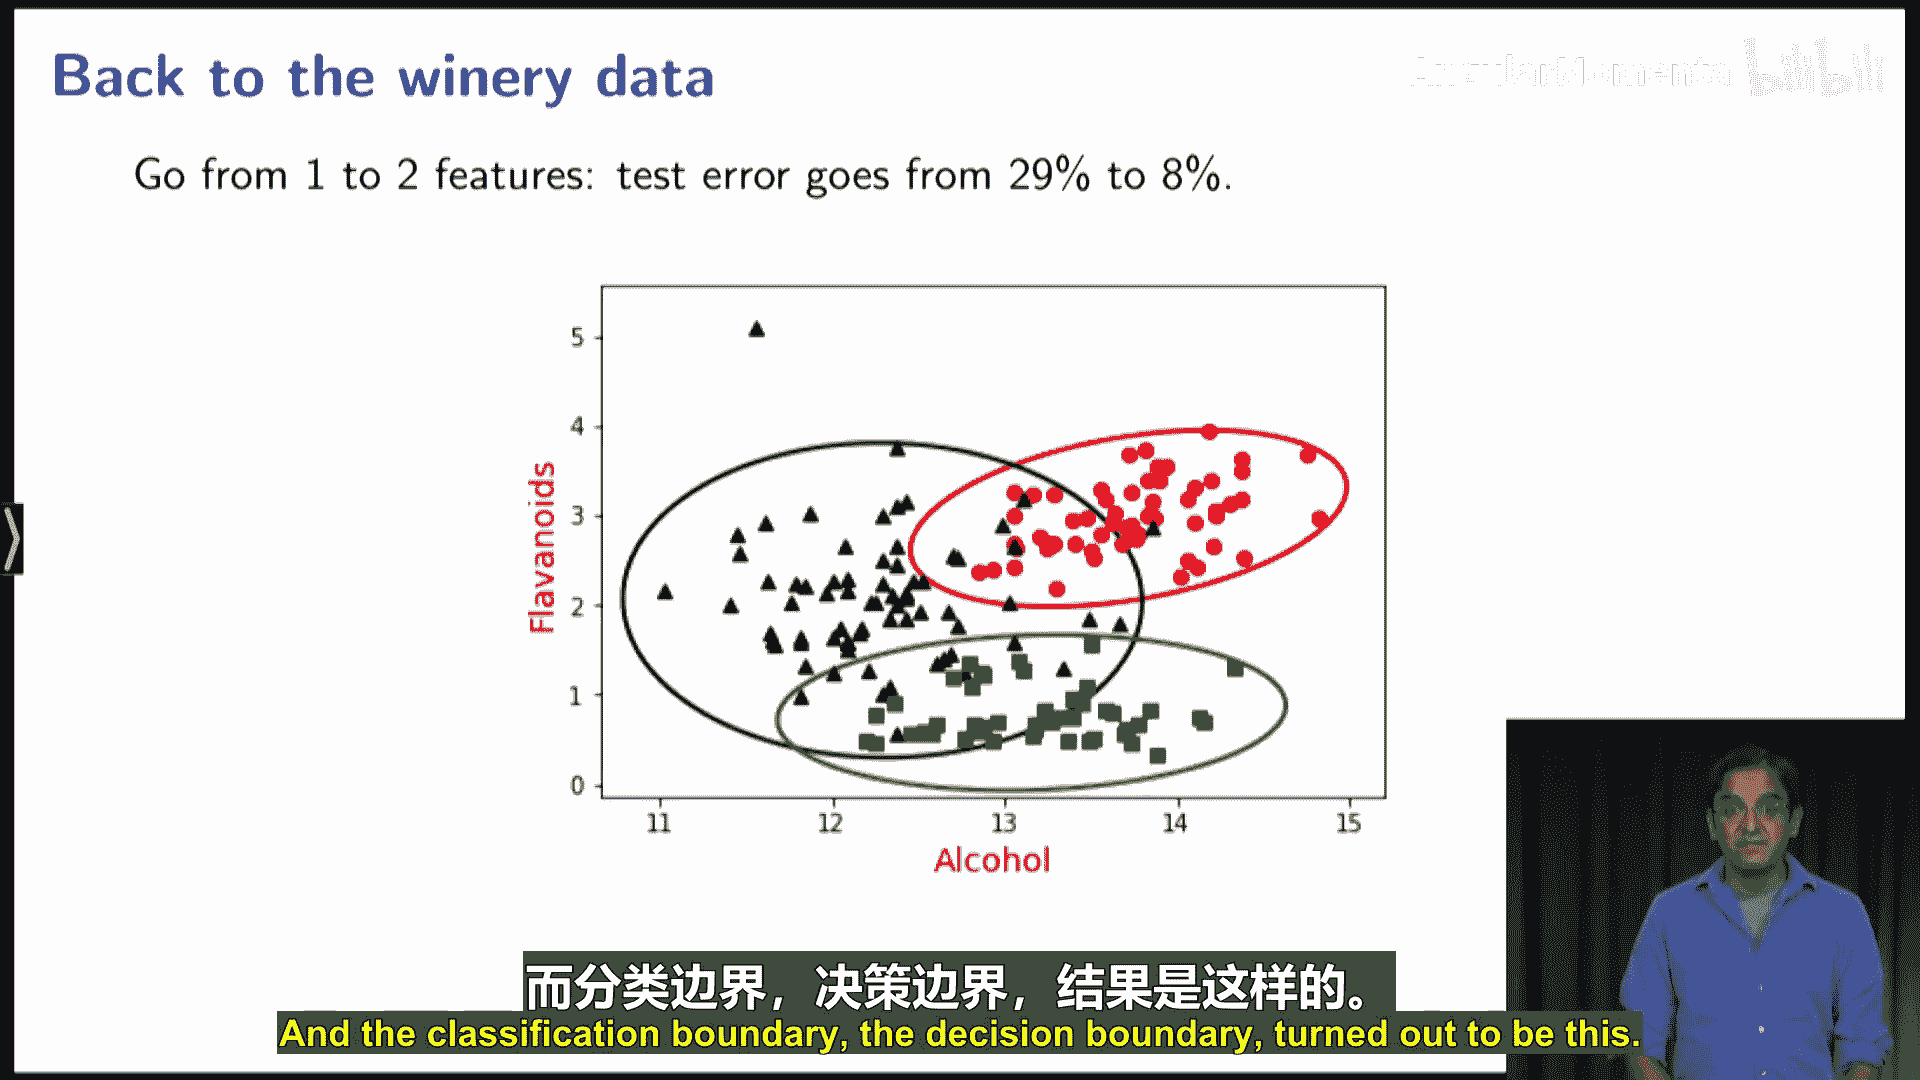 Back to the winery data
Go from 1 to 2 features: test error goes from 29% to 8%.
5
4
3
2
1
0
Flavanoids
11 12 13 14 15
Alcohol
而分类边界，决策边界，结果是这样的。
And the classification boundary, the decision boundary, turned out to be this.